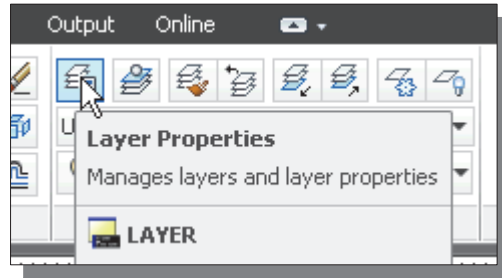 Output Online
U
Layer Properties
Manages layers and layer properties
LAYER